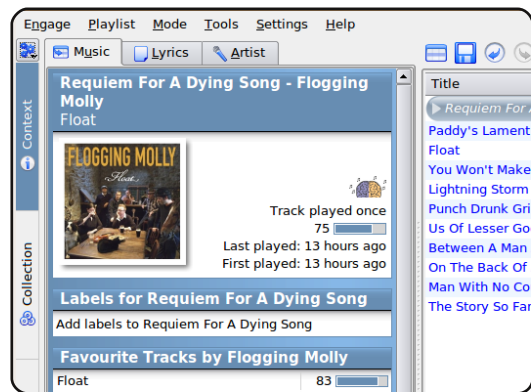 Engage Playlist Mode Tools Settings Help
Music Lyrics Artist
Context
Collection
Requiem For A Dying Song - Flogging
Molly
Float
FLOGGING MOLLY
Float
Track played once
75
Last played: 13 hours ago
First played: 13 hours ago
Labels for Requiem For A Dying Song
Add labels to Requiem For A Dying Song
Favourite Tracks by Flogging Molly
Float 83
Title
Requiem For A
Paddy's Lament
Float
You Won't Make
Lightning Storm
Punch Drunk Gri
Us Of Lesser Go
Between A Man
On The Back Of
Man With No Co
The Story So Far